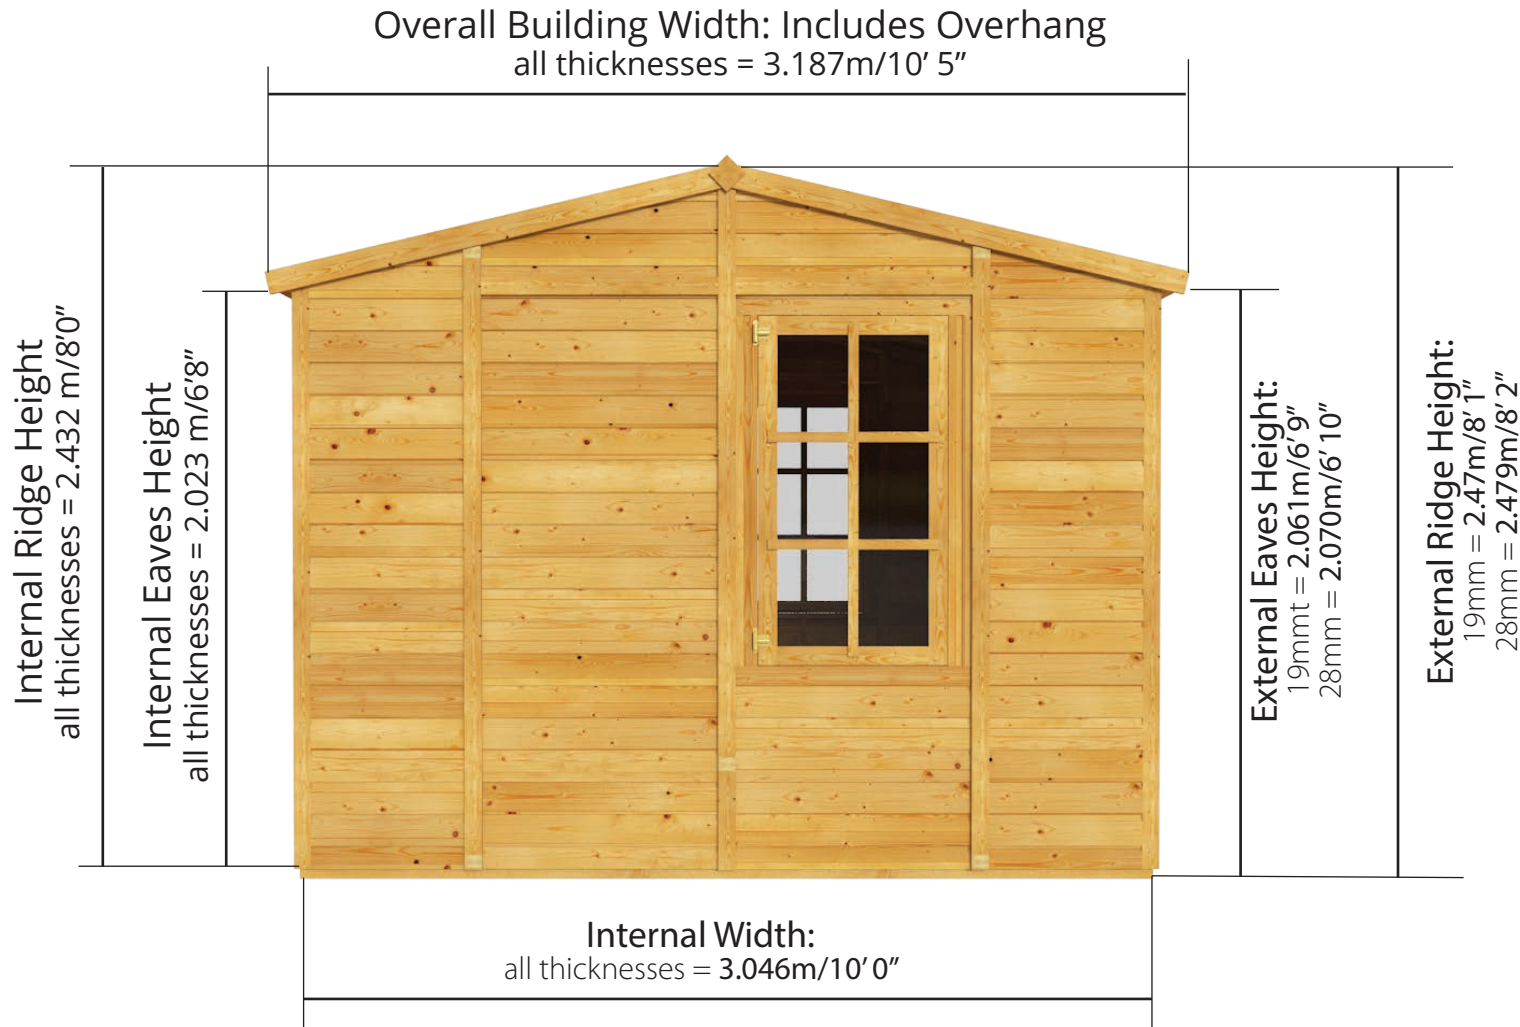 Overall Building Width: Includes Overhang
all thicknesses = 3.187m/10’ 5”
Internal Ridge Height
all thicknesses = 2.432 m/8’0”
Internal Eaves Height
all thicknesses = 2.023 m/6’8”
External Eaves Height:
19mmt = 2.061m/6’ 9”
28mm = 2.070m/6’ 10”
External Ridge Height:
19mm = 2.47m/8’ 1”
28mm = 2.479m/8’ 2”
Internal Width:
all thicknesses = 3.046m/10’ 0”